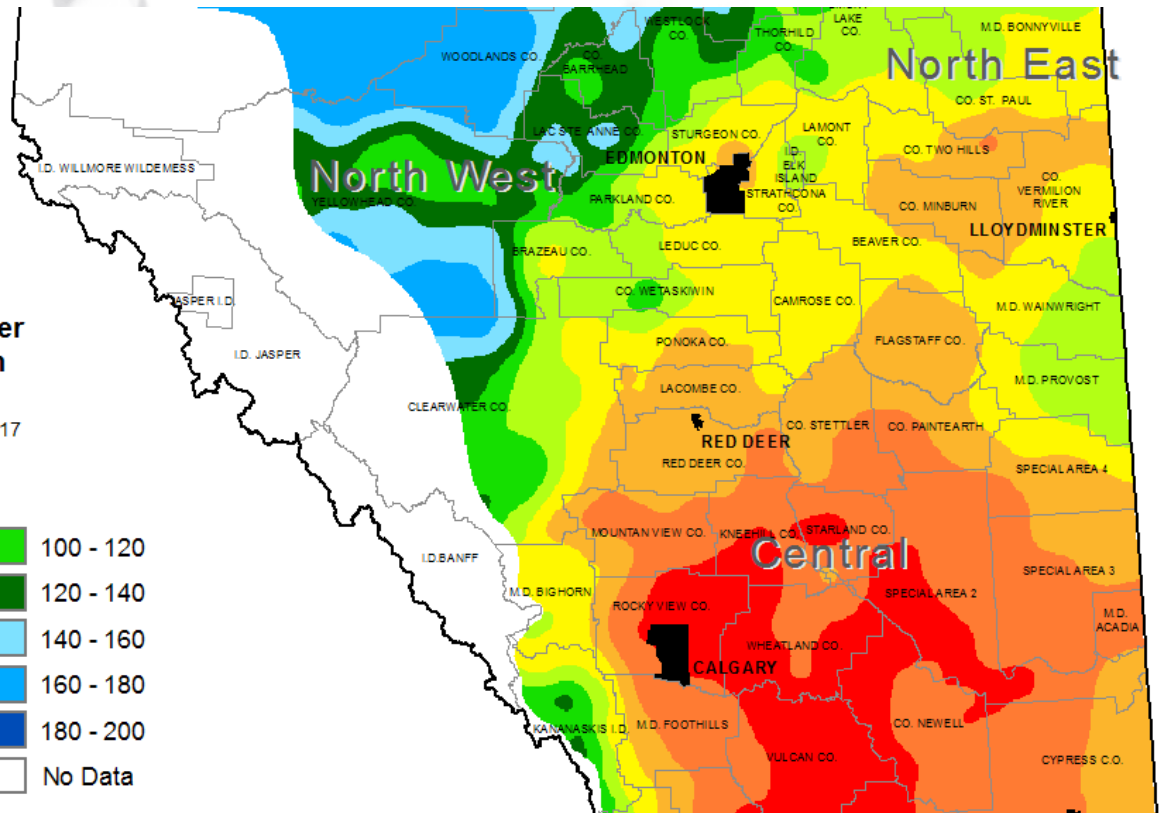 WESTLOCK
CO.
THORHILD
CO.
LAKE
CO.
M.D. BONNYVILLE
WOODLANDS CO.
CO.
BARRHEAD
North East
CO. ST. PAUL
LAC STE ANNE CO.
STURGEON CO.
LAMONT
CO.
CO. TWO HILLS
EDMONTON
I.D.
ELK
ISLAND
I.D. WILLMORE WILDEMESS
North West
YELLOWHEAD CO.
PARKLAND CO.
STRATHCONA
CO.
CO. MINBURN
CO.
VERMILION
RIVER
LLOYDMINSTER
BRAZEAU CO.
LEDUC CO.
BEAVER CO.
JASPER I.D.
CO. WETASKIWIN
CAMROSE CO.
M.D. WAINWRIGHT
er
n
I.D. JASPER
PONOKA CO.
FLAGSTAFF CO.
M.D. PROVOST
17
CLEARWATER CO.
LACOMBE CO.
CO. STETTLER
CO. PAINTEARTH
RED DEER
RED DEER CO.
SPECIAL AREA 4
MOUNTAN VIEW CO.
KNEEHILL CO.
STARLAND CO.
Central
100 - 120
I.D.BANFF
SPECIAL AREA 3
120 - 140
M.D. BIGHORN
ROCKY VIEW CO.
SPECIAL AREA 2
M.D.
ACADIA
140 - 160
WHEATLAND CO.
CALGARY
160 - 180
KANANASKIS I.D.
M.D. FOOTHILLS
CO. NEWELL
180 - 200
VULCAN CO.
CYPRESS C.O.
No Data